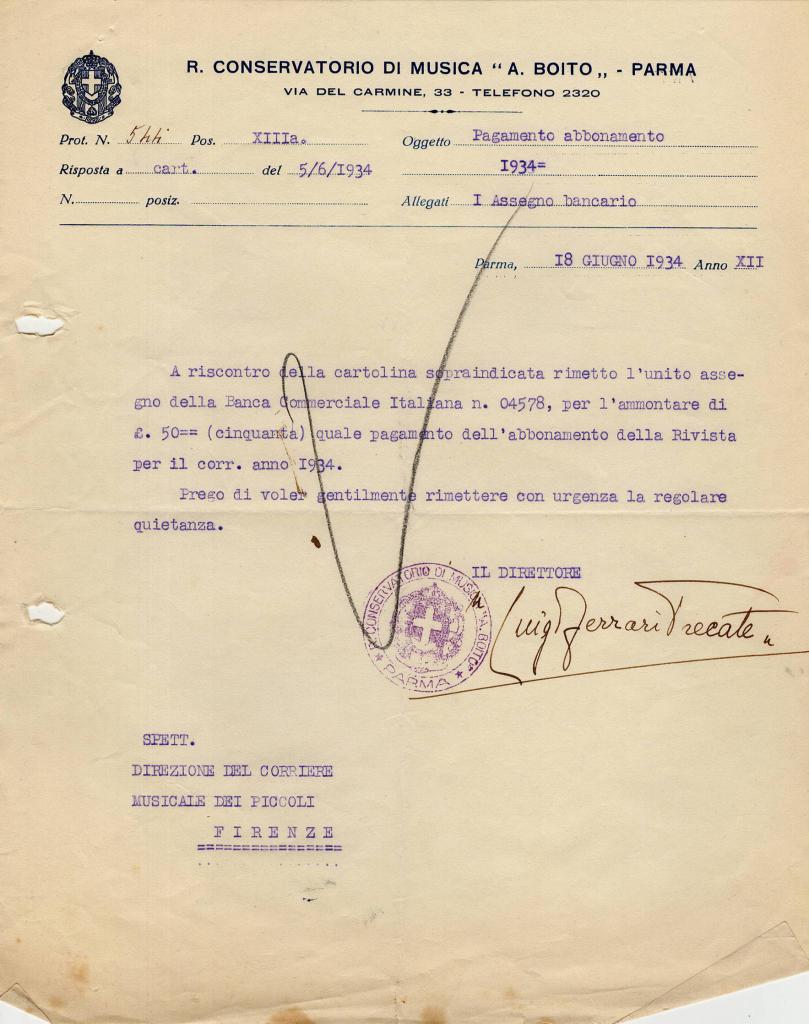 R. CONSERVATORIO DI MUSICA “A. BOITO„ - PARMA
VIA DEL CARMINE, 33 - TELEFONO 2320
Prot. N. 544 Pos. XIIIa.
Oggetto Pagamento abbonamento
1934=
Risposta a cart. del 5/6/1934
N. posiz.
Allegati I Assegno bancario
Parma, 18 GIUGNO 1934 Anno XII
A riscontro della cartolina sopraindicata rimetto l'unito asse-
gno della Banca Commerciale Italiana n. 04578, per l'ammontare di
£. 50== (cinquanta) quale pagamento dell'abbonamento della Rivista
per il corr. anno 1934.
Prego di voler gentilmente rimettere con urgenza la regolare
quietanza.
IL DIRETTORE
Luigi Ferrari Trecate
R. CONSERVATORIO DI MUSICA "A. BOITO" PARMA
SPETT.
DIREZIONE DEL CORRIERE
MUSICALE DEI PICCOLI
F I R E N Z E
================